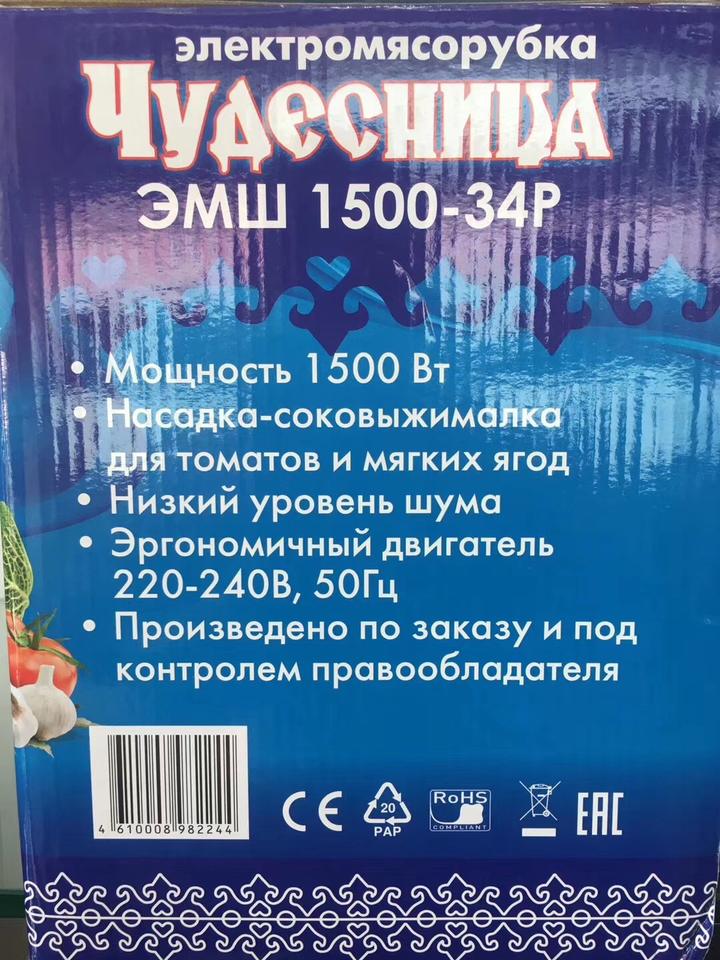 электромясорубка
Чудесница
ЭМШ 1500-34Р
• Мощность 1500 Вт
• Насадка-соковыжималка
для томатов и мягких ягод
• Низкий уровень шума
• Эргономичный двигатель
220-240В, 50Гц
• Произведено по заказу и под
контролем правообладателя
4 610008 982244
CE
20
PAP
RoHS
COMPLIANT
EAC